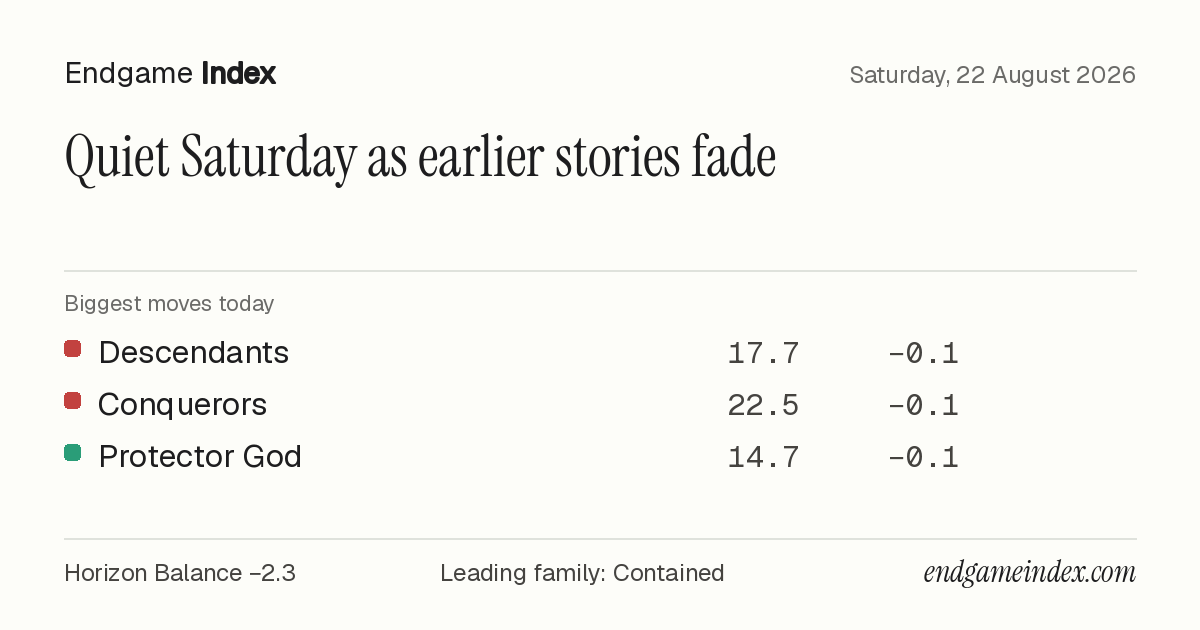 Endgame Index
Saturday, 22 August 2026
Quiet Saturday as earlier stories fade
Biggest moves today
Descendants 17.7 −0.1
Conquerors 22.5 −0.1
Protector God 14.7 −0.1
Horizon Balance −2.3
Leading family: Contained
endgameindex.com